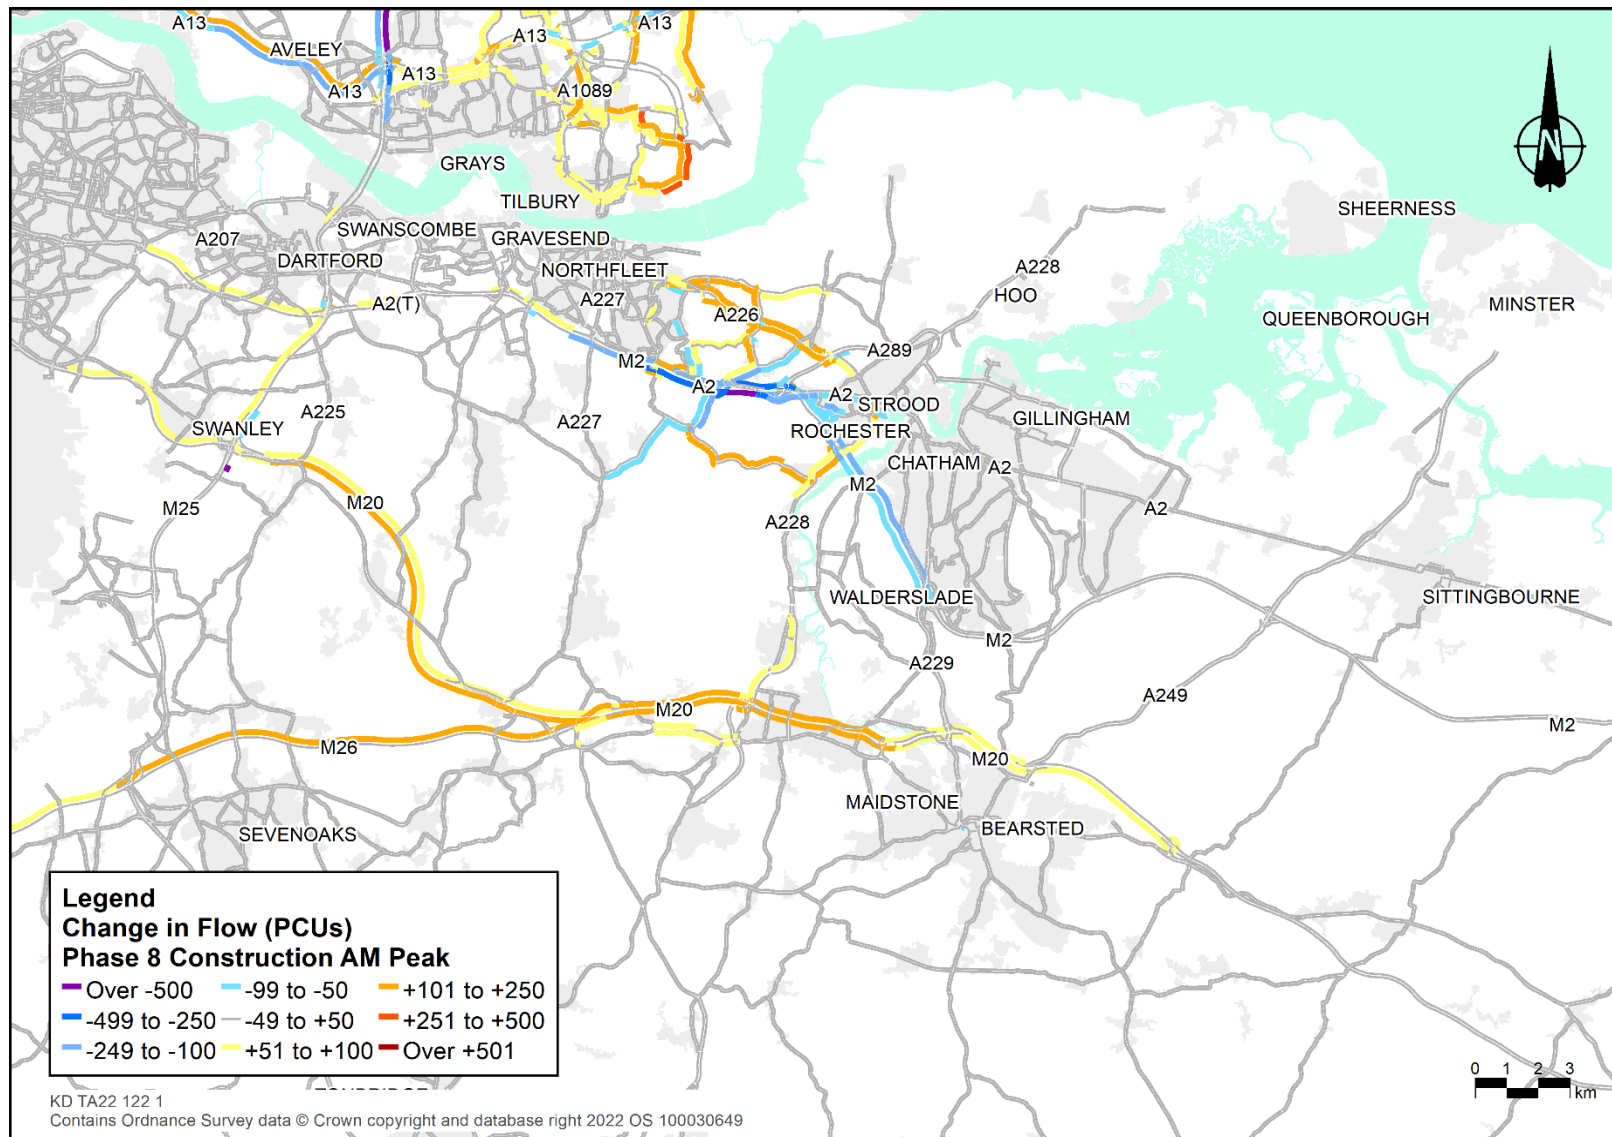 A13
A13
A13
AVELEY
A13
A13
A1089
GRAYS
TILBURY
SHEERNESS
SWANSCOMBE
A207
GRAVESEND
DARTFORD
NORTHFLEET
A228
HOO
A2(T)
A227
A226
MINSTER
QUEENBOROUGH
M2
A289
A2
A2
STROOD
A225
SWANLEY
A227
ROCHESTER
GILLINGHAM
CHATHAM
A2
M2
M20
M25
A228
A2
WALDERSLADE
SITTINGBOURNE
M2
A229
A249
M20
M2
M26
M20
MAIDSTONE
BEARSTED
SEVENOAKS
Legend
Change in Flow (PCUs)
Phase 8 Construction AM Peak
Over -500 -99 to -50 +101 to +250
-499 to -250 -49 to +50 +251 to +500
-249 to -100 +51 to +100 Over +501
N
0 1 2 3
km
KD TA22 122 1
Contains Ordnance Survey data © Crown copyright and database right 2022 OS 100030649